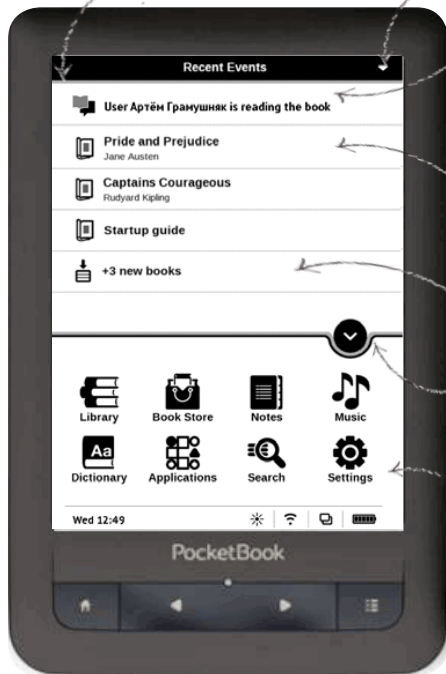 Recent Events
User Артём Грамушняк is reading the book
Pride and Prejudice
Jane Austen
Captains Courageous
Rudyard Kipling
Startup guide
+3 new books
Library Book Store Notes Music
Aa
Dictionary Applications Search Settings
Wed 12:49
PocketBook